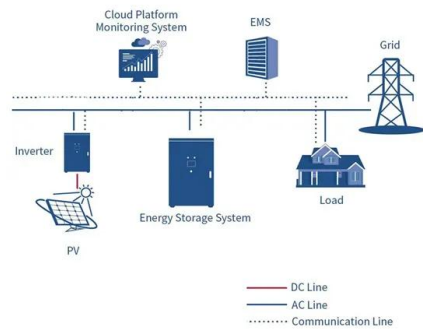 Cloud Platform
Monitoring System
EMS
Grid
Inverter
Energy Storage System
Load
PV
DC Line
AC Line
Communication Line